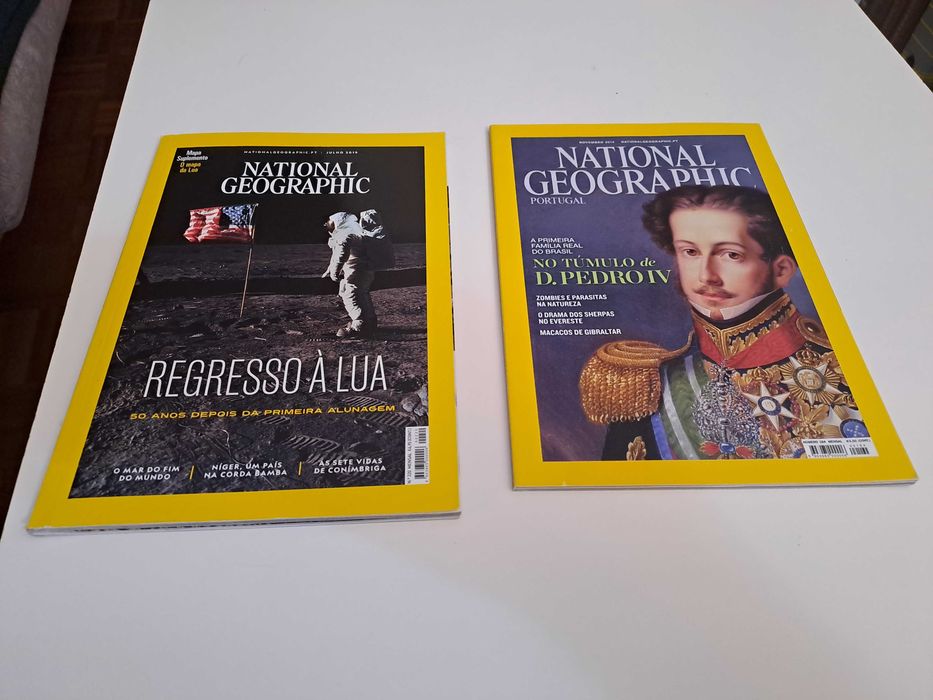 Mapa
Suplemento
O mapa
da Lua
NATIONALGEOGRAPHIC.PT | JULHO 2019
NATIONAL
GEOGRAPHIC
REGRESSO À LUA
50 ANOS DEPOIS DA PRIMEIRA ALUNAGEM
O MAR DO FIM
DO MUNDO
NÍGER, UM PAÍS
NA CORDA BAMBA
AS SETE VIDAS
DE CONÍMBRIGA
NOVEMBRO 2014 NATIONALGEOGRAPHIC.PT
NATIONAL
GEOGRAPHIC
PORTUGAL
A PRIMEIRA
FAMÍLIA REAL
DO BRASIL
NO TÚMULO de
D. PEDRO IV
ZOMBIES E PARASITAS
NA NATUREZA
O DRAMA DOS SHERPAS
NO EVERESTE
MACACOS DE GIBRALTAR